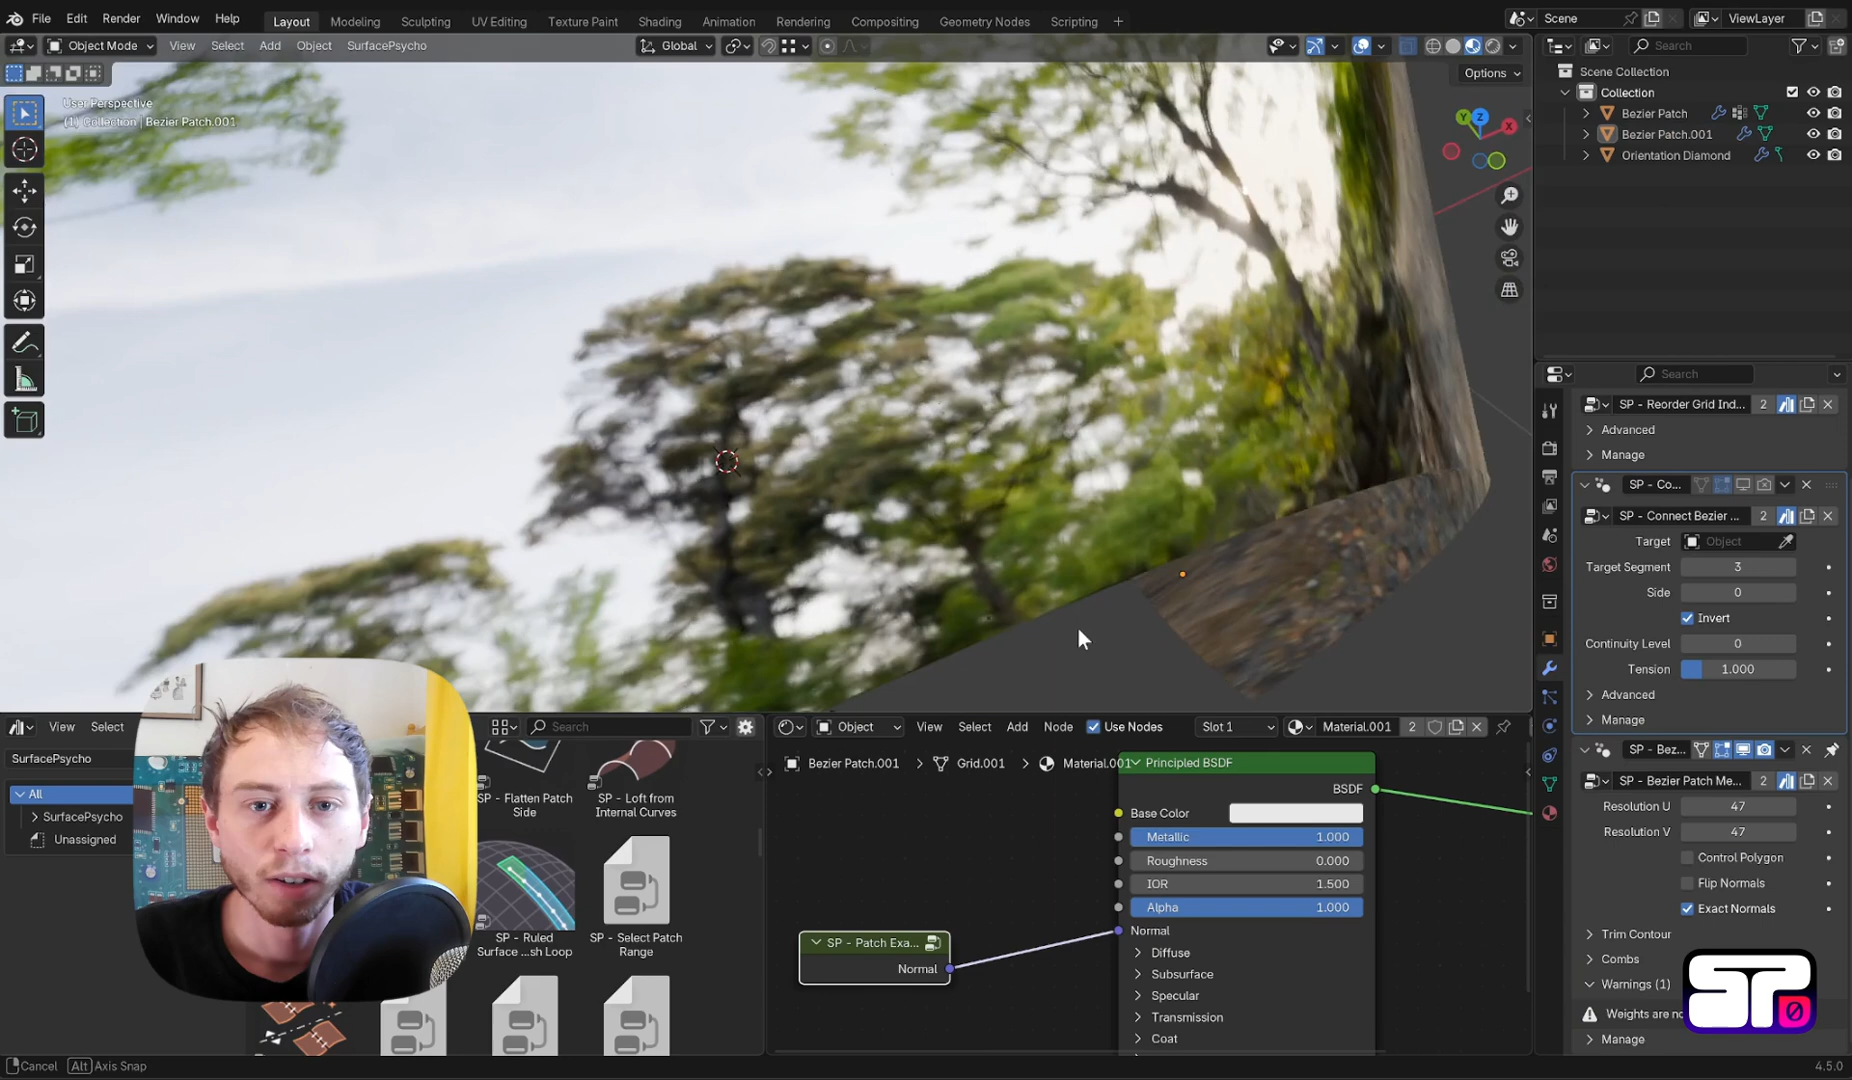 File Edit Render Window Help
Layout Modeling Sculpting UV Editing Texture Paint Shading Animation Rendering Compositing Geometry Nodes Scripting +
Scene
ViewLayer
Object Mode View Select Add Object SurfacePsycho
Global
Options
Search
User Perspective
(1) Collection | Bezier Patch.001
Y Z X
Scene Collection
Collection
Bezier Patch
Bezier Patch.001
Orientation Diamond
Search
SP - Reorder Grid Ind... 2
Advanced
Manage
SP - Co...
SP - Connect Bezier ... 2
Target Object
Target Segment 3
Side 0
Invert
Continuity Level 0
Tension 1.000
Advanced
Manage
SP - Bez...
SP - Bezier Patch Me... 2
Resolution U 47
Resolution V 47
Control Polygon
Flip Normals
Exact Normals
Trim Contour
Combs
Warnings (1)
Manage
View Select
Search
SurfacePsycho
All
SurfacePsycho
Unassigned
SP - Flatten Patch Side
SP - Loft from Internal Curves
SP - Ruled Surface ...sh Loop
SP - Select Patch Range
Object View Select Add Node Use Nodes Slot 1 Material.001 2
Bezier Patch.001 > Grid.001 > Material.001
Principled BSDF
BSDF
Base Color
Metallic 1.000
Roughness 0.000
IOR 1.500
Alpha 1.000
Normal
Diffuse
Subsurface
Specular
Transmission
Coat
SP - Patch Exa...
Normal
SP
0
Cancel Alt Axis Snap
4.5.0